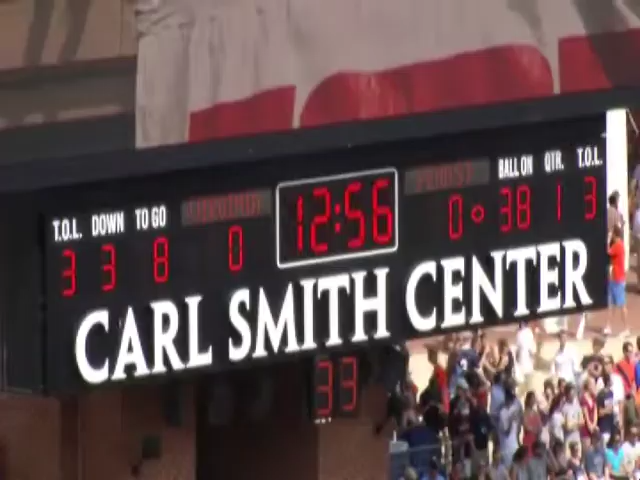 T.O.L. DOWN TO GO BALL ON QTR. T.O.L.
3 3 8 0 12:56 0 38 1 3
CARL SMITH CENTER
33